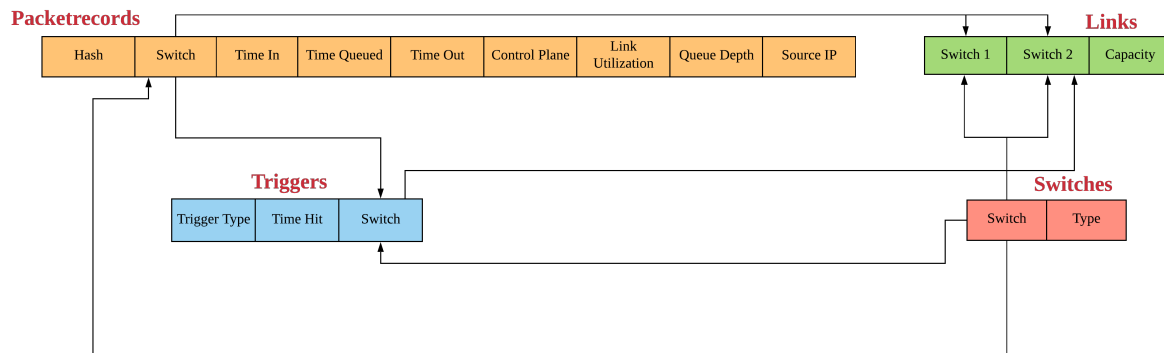 Packetrecords
Links
Hash Switch Time In Time Queued Time Out Control Plane Link Utilization Queue Depth Source IP
Switch 1 Switch 2 Capacity
Triggers
Switches
Trigger Type Time Hit Switch
Switch Type